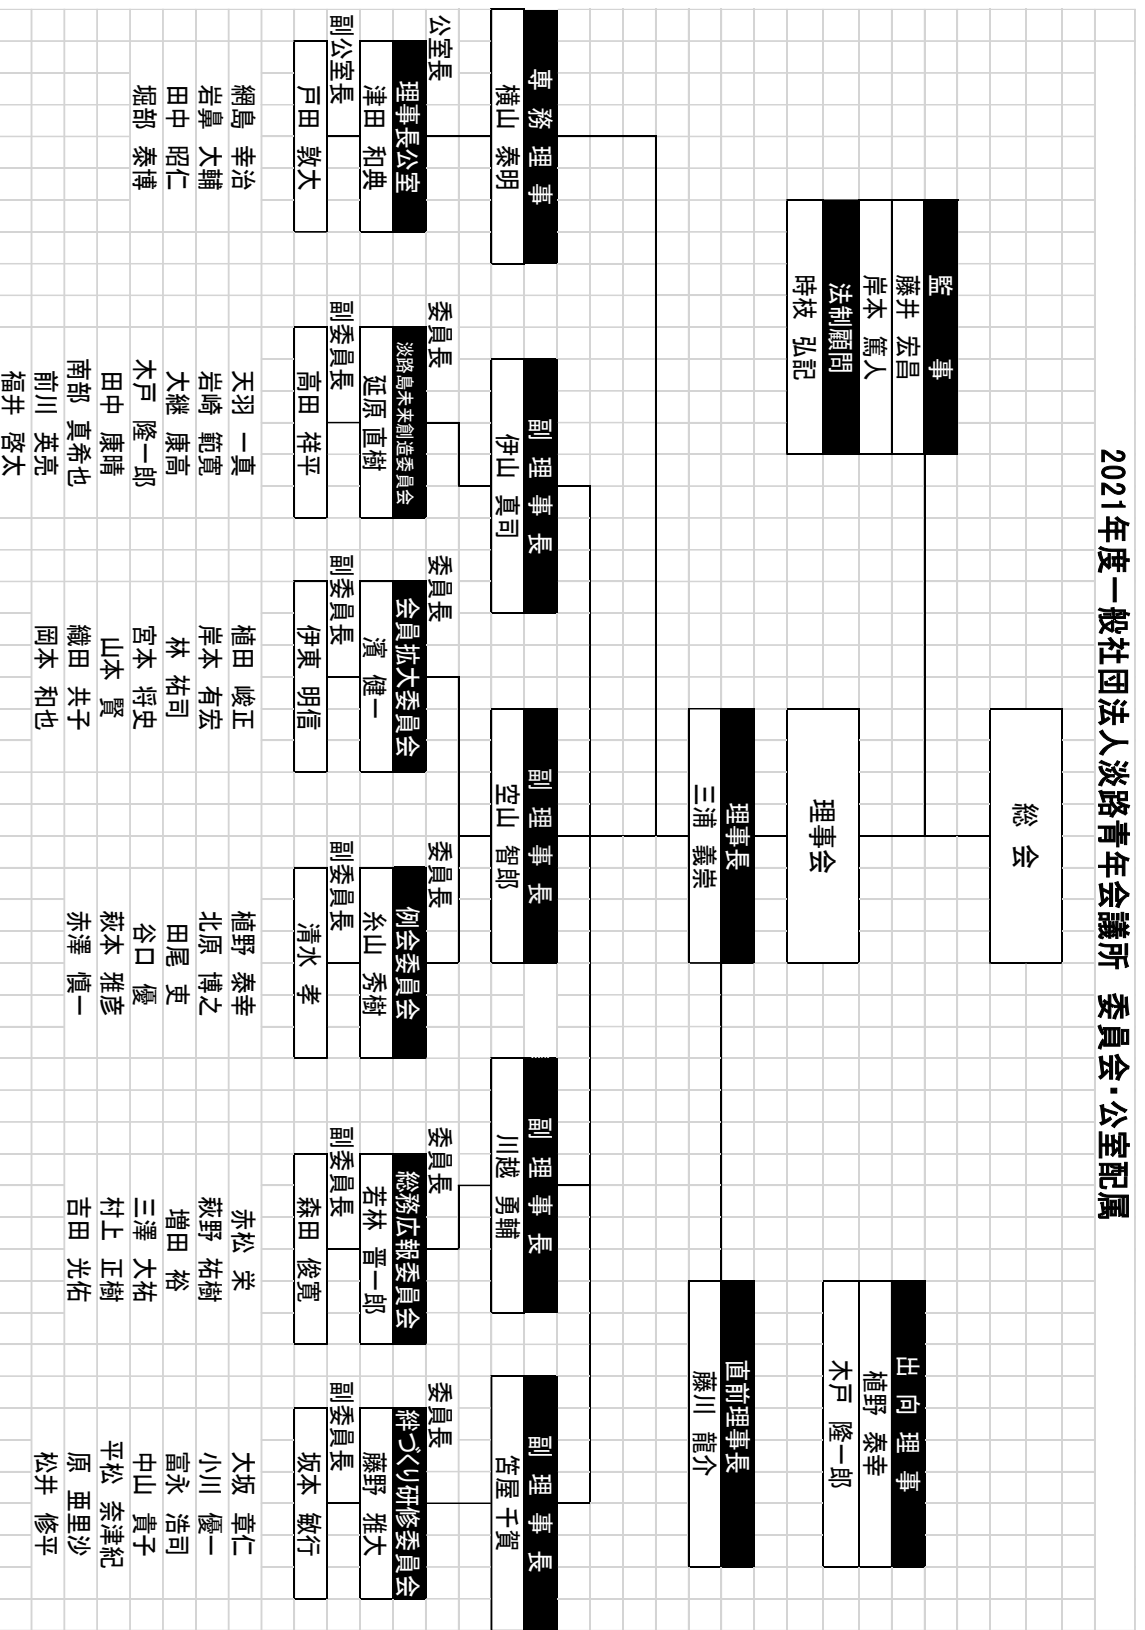 2021年度一般社団法人淡路青年会議所　委員会・公室配属
総　会
監　事
藤井　宏昌
岸本　篤人
法制顧問
時枝　弘記
出　向　理　事
植野　泰幸
木戸　隆一郎
理事会
理事長
三浦　義崇
直前理事長
藤川　龍介
専　務　理　事
横山　泰明
副　理　事　長
伊山　真司
副　理　事　長
空山　智郎
副　理　事　長
川越　勇輔
副　理　事　長
笘屋 千賀
公室長
理事長公室
津田　和典
副公室長
戸田　敦大
綱島　幸治
岩鼻　大輔
田中　昭仁
堀部　泰博
委員長
淡路島未来創造委員会
延原 直樹
副委員長
高田　祥平
天羽　一真
岩崎　範寛
大継　康高
木戸　隆一郎
田中　康晴
南部　真希也
前川　英亮
福井　啓太
委員長
会員拡大委員会
濱　健一
副委員長
伊東　明信
植田　峻正
岸本　有宏
林　祐司
宮本　将史
山本　賢
織田　共子
岡本　和也
委員長
例会委員会
糸山　秀樹
副委員長
清水　孝
植野　泰幸
北原　博之
田尾　吏
谷口　優
萩本　雅彦
赤澤　慎一
委員長
総務広報委員会
若林　晋一郎
副委員長
森田　俊寛
赤松　栄
萩野　祐樹
増田　裕
三澤　大祐
村上　正樹
吉田　光佑
委員長
絆づくり研修委員会
藤野　雅大
副委員長
坂本　敏行
大坂　章仁
小川　優一
富永　浩司
中山　貴子
平松　奈津紀
原　亜里沙
松井　修平